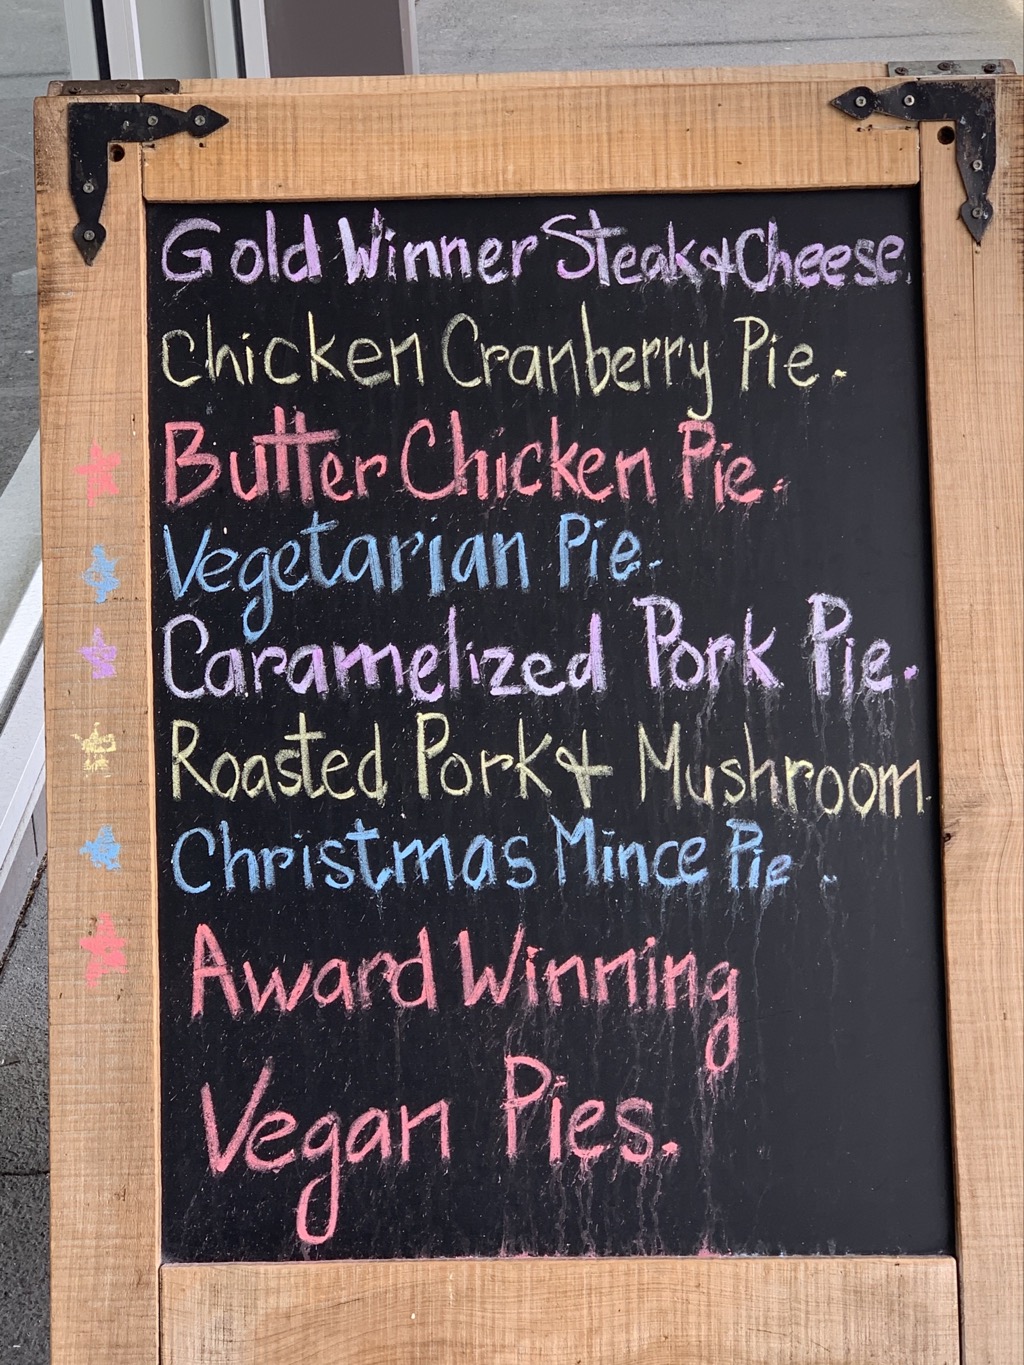 Gold Winner Steak & Cheese.
Chicken Cranberry Pie.
Butter Chicken Pie.
Vegetarian Pie.
Caramelized Pork Pie.
Roasted Pork & Mushroom.
Christmas Mince Pie.
Award Winning
Vegan Pies.